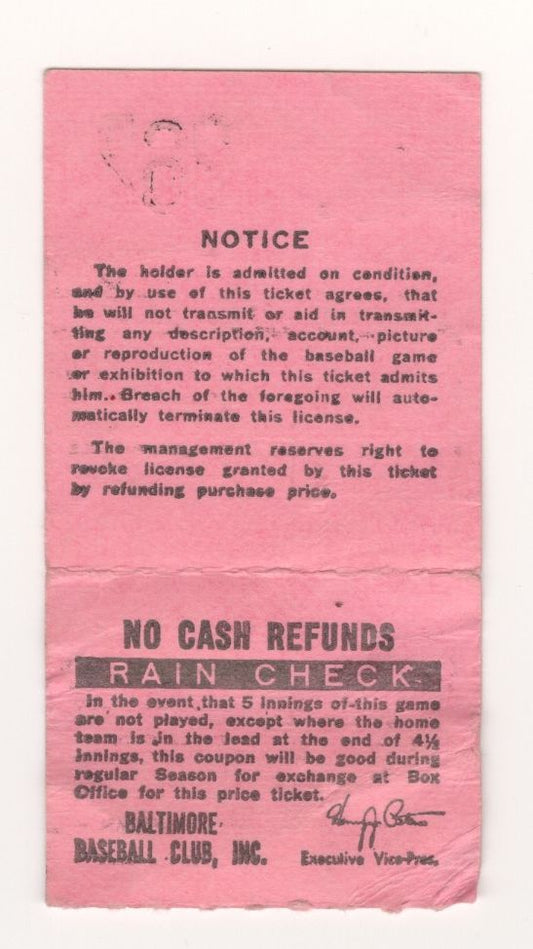 NOTICE
The holder is admitted on condition,
and by use of this ticket agrees, that
he will not transmit or aid in transmit-
ting any description, account, picture
or reproduction of the baseball game
or exhibition to which this ticket admits
him. Breach of the foregoing will auto-
matically terminate this license.
The management reserves right to
revoke license granted by this ticket
by refunding purchase price.
NO CASH REFUNDS
RAIN CHECK
In the event that 5 innings of this game
are not played, except where the home
team is in the lead at the end of 4½
innings, this coupon will be good during
regular Season for exchange at Box
Office for this price ticket.
BALTIMORE
BASEBALL CLUB, INC.
Executive Vice-Pres.